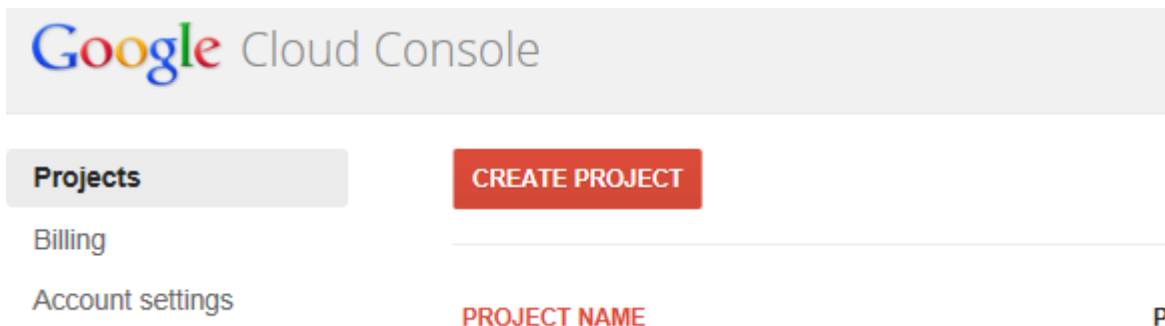 Google Cloud Console
Projects
CREATE PROJECT
Billing
Account settings
PROJECT NAME